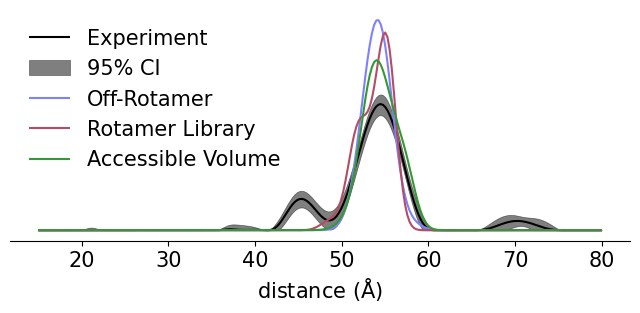 Experiment
95% CI
Off-Rotamer
Rotamer Library
Accessible Volume
20 30 40 50 60 70 80
distance (Å)